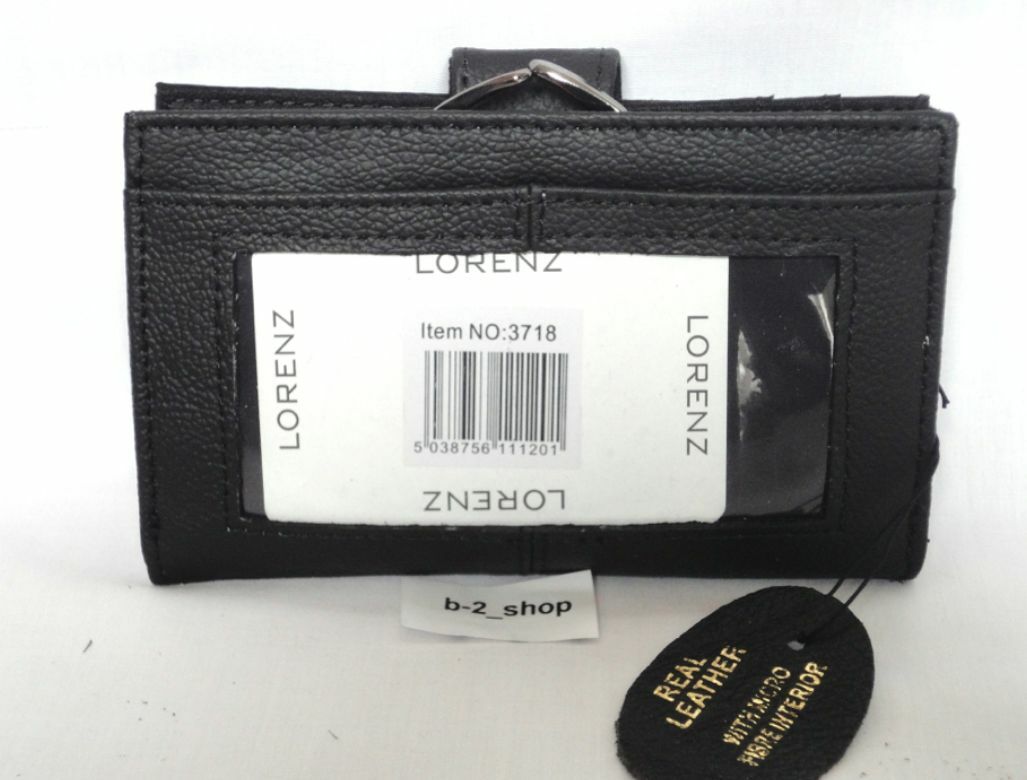 LORENZ
LORENZ
Item NO:3718
5 038756 111201
LORENZ
LORENZ
b-2_shop
REAL
LEATHER
WITH MICRO
FIBRE INTERIOR